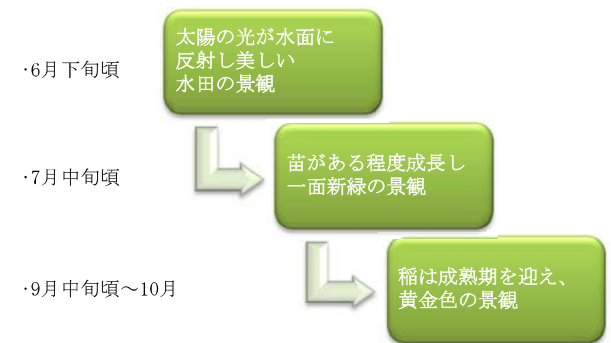 ・6月下旬頃
太陽の光が水面に
反射し美しい
水田の景観
・7月中旬頃
苗がある程度成長し
一面新緑の景観
・9月中旬頃～10月
稲は成熟期を迎え、
黄金色の景観